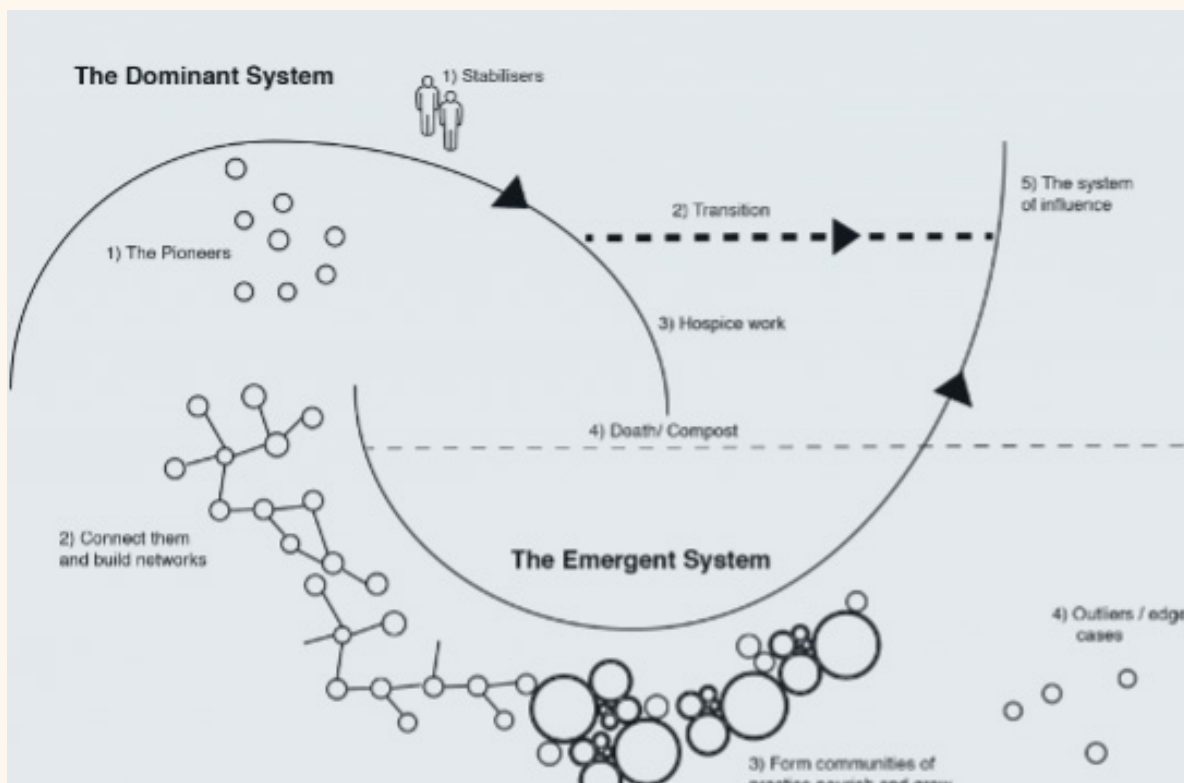 The Dominant System
1) Stabilisers
5) The system
of influence
2) Transition
1) The Pioneers
3) Hospice work
4) Death/ Compost
2) Connect them
and build networks
The Emergent System
4) Outliers / edge
cases
3) Form communities of